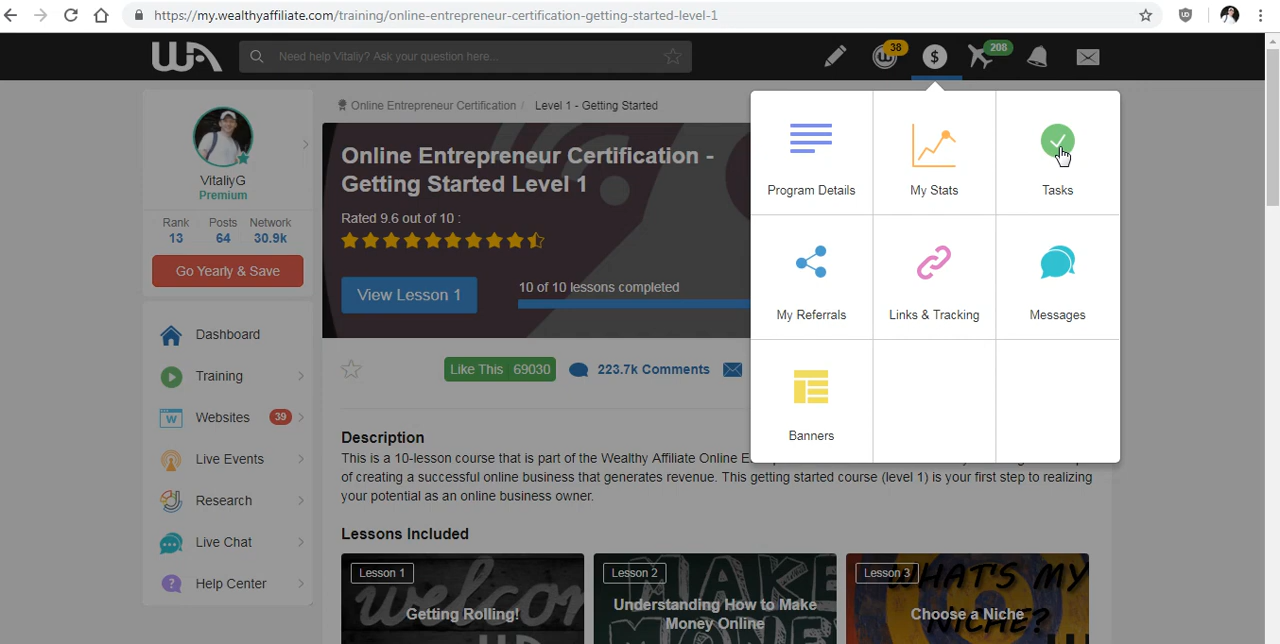 https://my.wealthyaffiliate.com/training/online-entrepreneur-certification-getting-started-level-1
WA
Need help Vitaliy? Ask your question here...
38
$
208
Online Entrepreneur Certification / Level 1 - Getting Started
VitaliyG
Premium
Rank Posts Network
13 64 30.9k
Go Yearly & Save
Dashboard
Training
Websites 39
Live Events
Research
Live Chat
Help Center
Online Entrepreneur Certification -
Getting Started Level 1
Rated 9.6 out of 10 :
View Lesson 1
10 of 10 lessons completed
Like This 69030
223.7k Comments
Program Details
My Stats
Tasks
My Referrals
Links & Tracking
Messages
Banners
Description
This is a 10-lesson course that is part of the Wealthy Affiliate Online E
of creating a successful online business that generates revenue. This getting started course (level 1) is your first step to realizing
your potential as an online business owner.
Lessons Included
Lesson 1
welcom
Getting Rolling!
Lesson 2
MAKE
MONEY
Understanding How to Make
Money Online
Lesson 3
WHAT'S MY
NICHE?
Choose a Niche